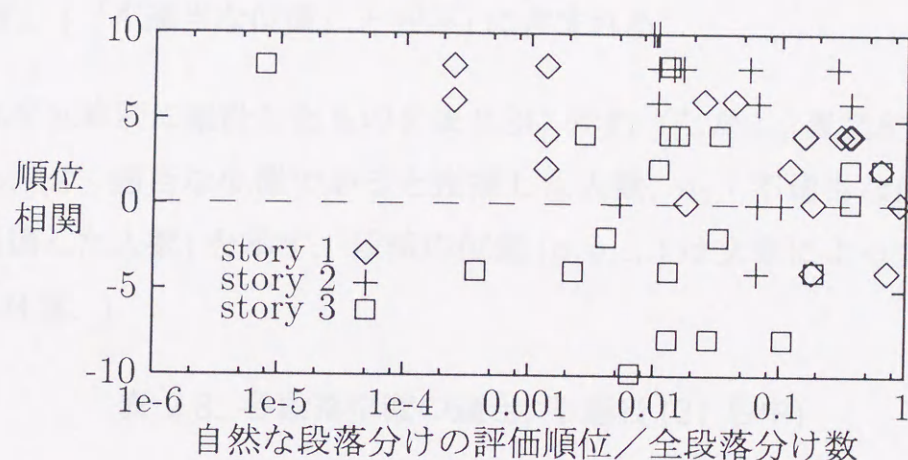 10
5
順位
相関
0
story 1
story 2
-5
story 3
-10
1e-6 1e-5 1e-4 0.001 0.01 0.1 1
自然な段落分けの評価順位／全段落分け数